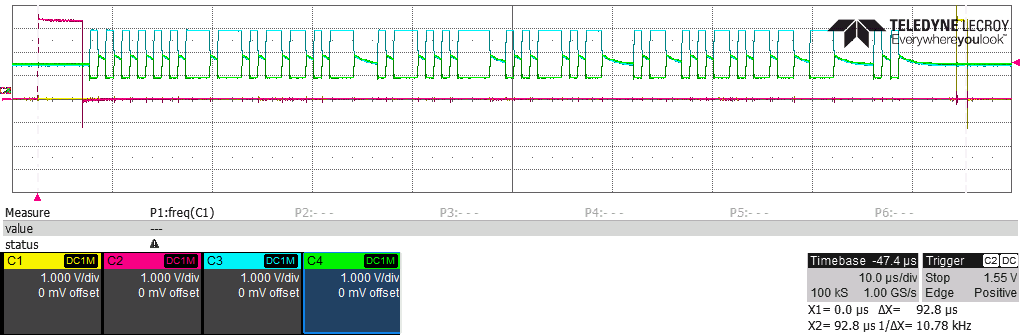 TELEDYNE LECROY
Everywhereyoulook™
Measure P1:freq(C1) P2:- - - P3:- - - P4:- - - P5:- - - P6:- - -
value ---
status
C1 DC1M C2 DC1M C3 DC1M C4 DC1M
1.000 V/div 1.000 V/div 1.000 V/div 1.000 V/div
0 mV offset 0 mV offset 0 mV offset 0 mV offset
Timebase -47.4 µs Trigger C2 DC
10.0 µs/div Stop 1.55 V
100 kS 1.00 GS/s Edge Positive
X1= 0.0 µs ΔX= 92.8 µs
X2= 92.8 µs 1/ΔX= 10.78 kHz